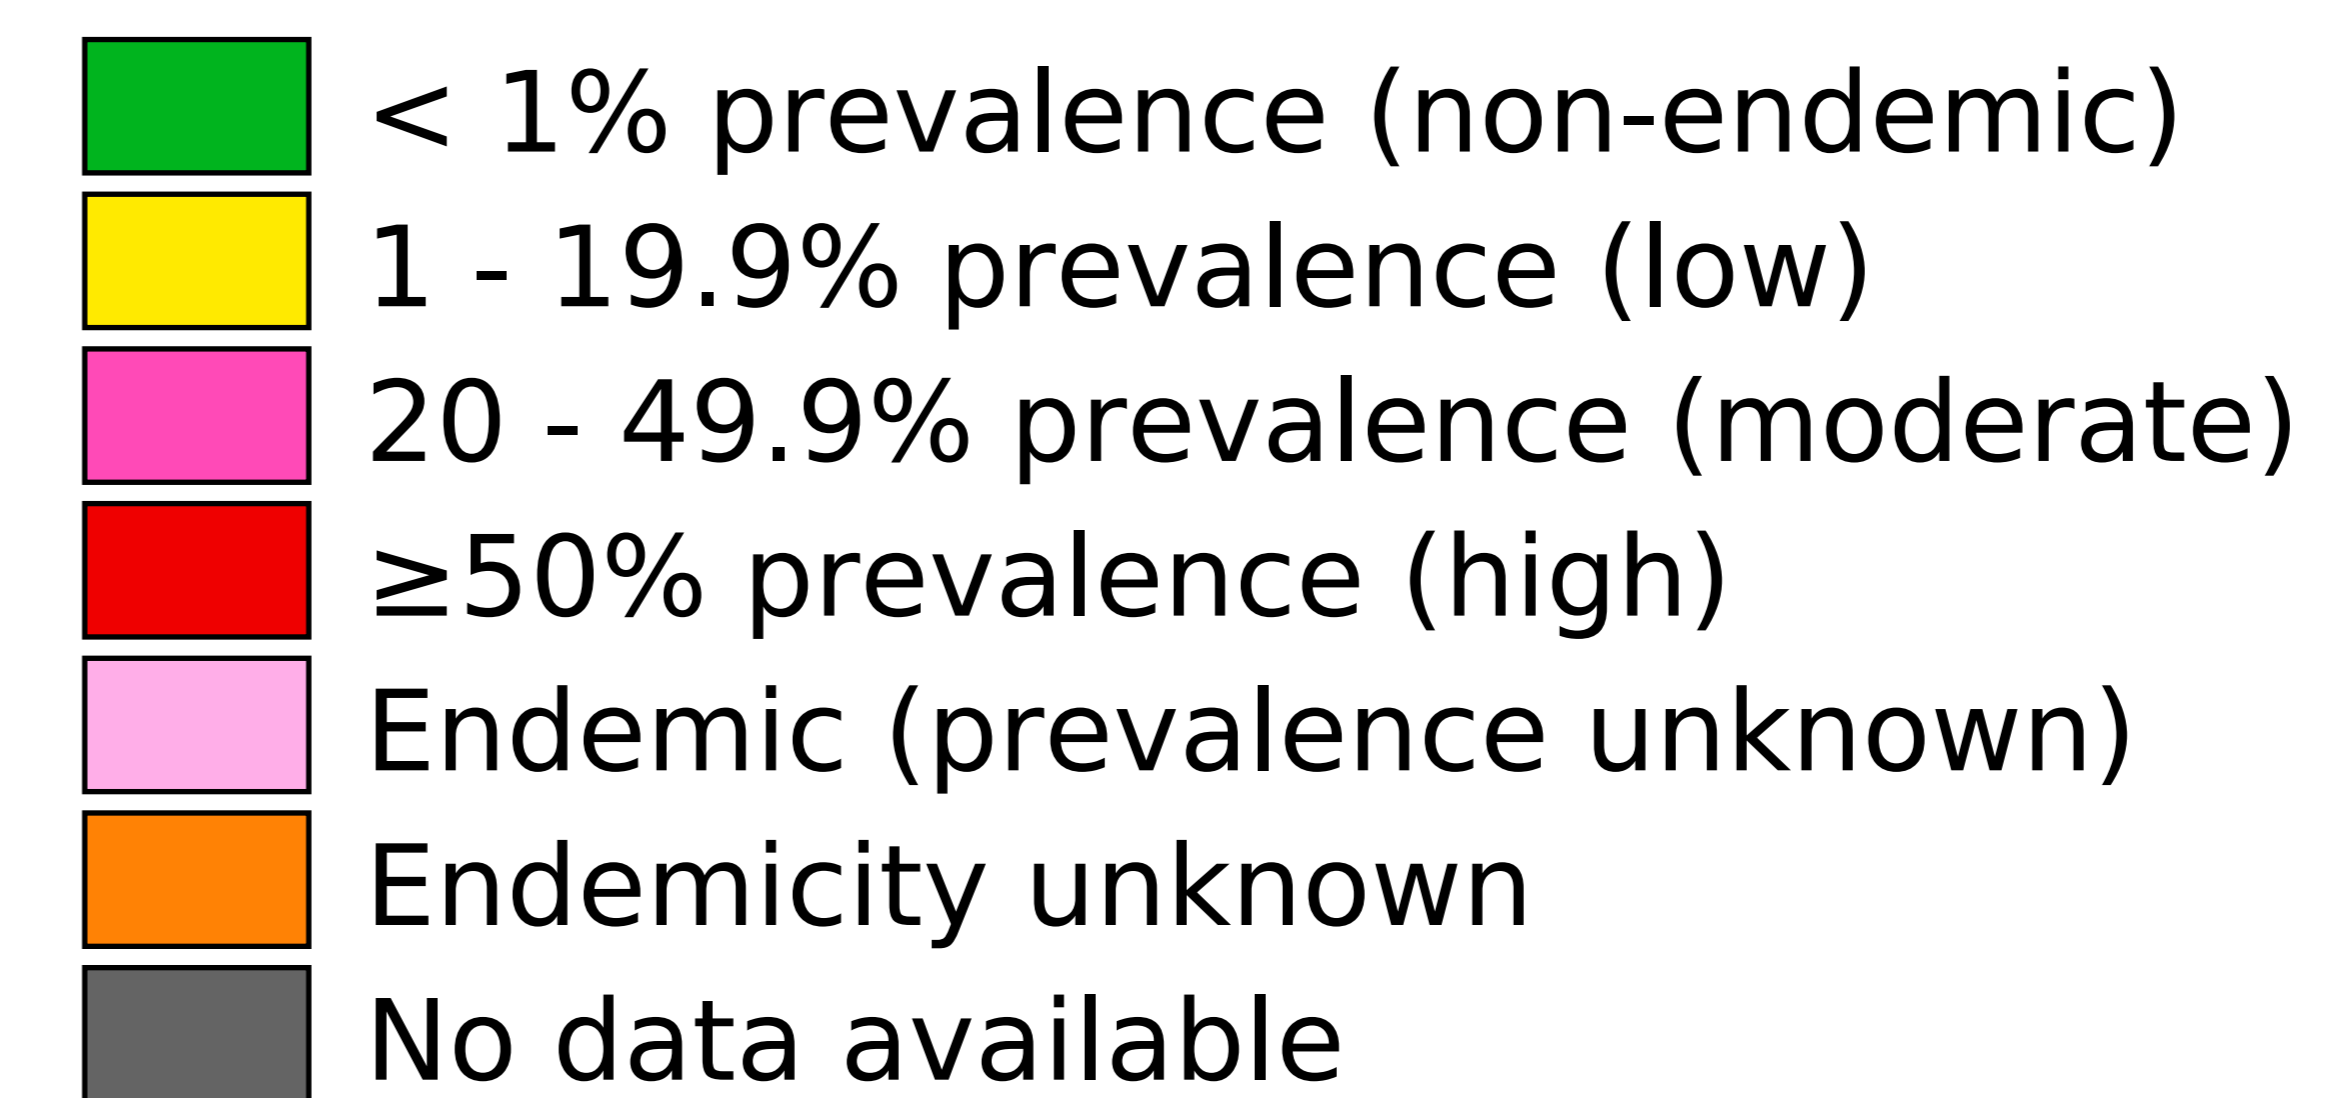 < 1% prevalence (non-endemic)
1 - 19.9% prevalence (low)
20 - 49.9% prevalence (moderate)
≥50% prevalence (high)
Endemic (prevalence unknown)
Endemicity unknown
No data available